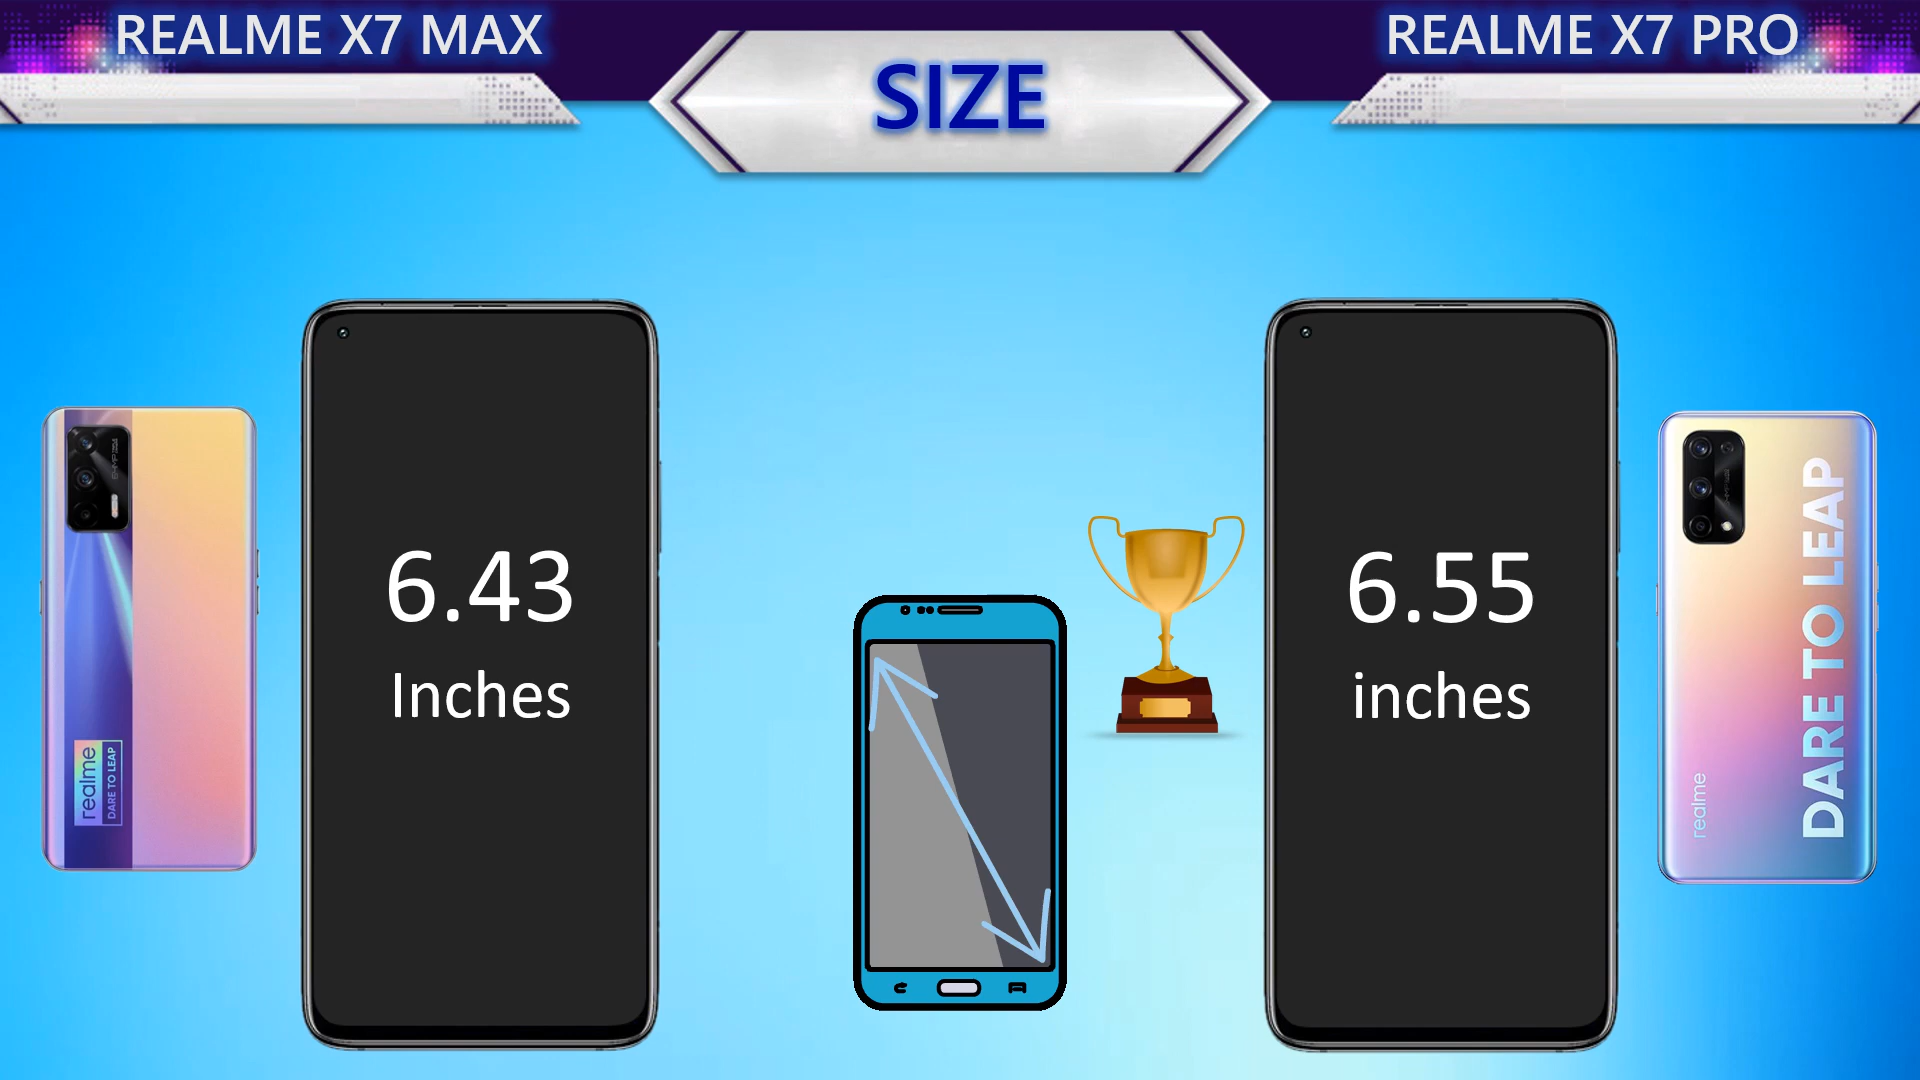 REALME X7 MAX
SIZE
REALME X7 PRO
6.43
Inches
6.55
inches
realme
DARE TO LEAP
realme
DARE TO LEAP